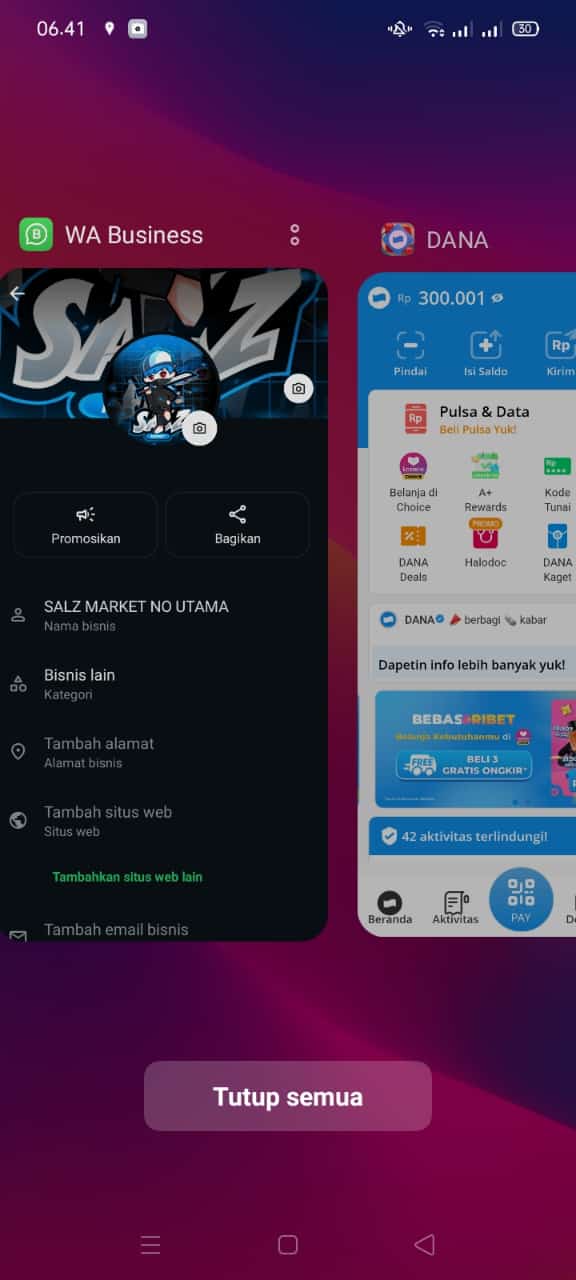 06.41
30
WA Business
DANA
SALZ
SALZ
Promosikan
Bagikan
SALZ MARKET NO UTAMA
Nama bisnis
Bisnis lain
Kategori
Tambah alamat
Alamat bisnis
Tambah situs web
Situs web
Tambahkan situs web lain
Tambah email bisnis
Rp 300.001
Pindai
Isi Saldo
Rp
Kirim
Rp
Pulsa & Data
Beli Pulsa Yuk!
Belanja di
Choice
A+
Rewards
Rp
Kode
Tunai
DANA
Deals
PROMO
Halodoc
DANA
Kaget
DANA berbagi kabar
Dapetin info lebih banyak yuk!
BEBAS RIBET
Belanja Kebutuhanmu di
FREE
BELI 3
GRATIS ONGKIR*
42 aktivitas terlindungi!
Beranda
Aktivitas
PAY
Tutup semua